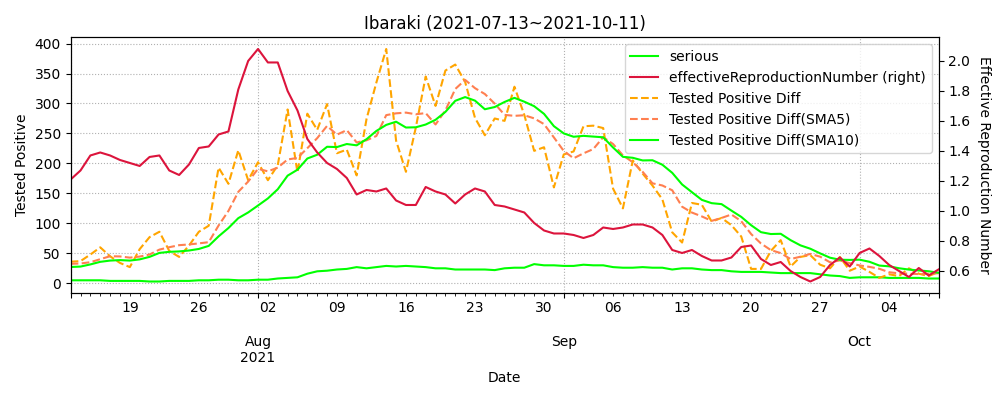 Ibaraki (2021-07-13~2021-10-11)
400
350
300
250
200
150
100
50
0
Tested Positive
serious
effectiveReproductionNumber (right)
Tested Positive Diff
Tested Positive Diff(SMA5)
Tested Positive Diff(SMA10)
2.0
1.8
1.6
1.4
1.2
1.0
0.8
0.6
Effective Reproduction Number
19 26 02 09 16 23 30 06 13 20 27 04
Aug Sep Oct
2021
Date